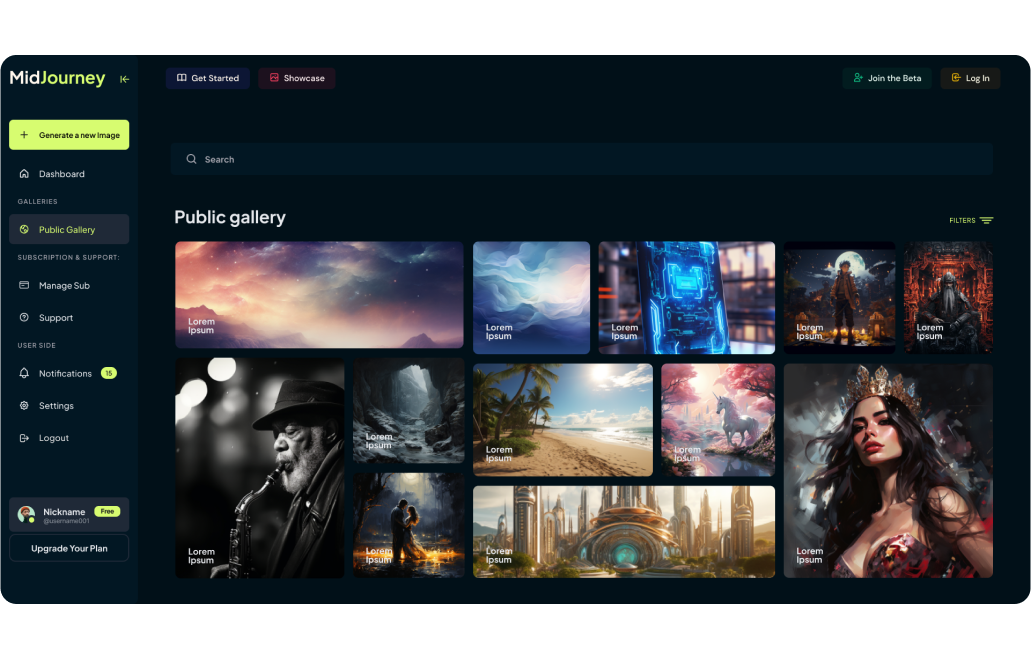 MidJourney
Get Started
Showcase
Join the Beta
Log In
Generate a new Image
Dashboard
GALLERIES
Public Gallery
SUBSCRIPTION & SUPPORT:
Manage Sub
Support
USER SIDE
Notifications 15
Settings
Logout
Nickname Free
@username001
Upgrade Your Plan
Search
Public gallery
FILTERS
Lorem
Ipsum
Lorem
Ipsum
Lorem
Ipsum
Lorem
Ipsum
Lorem
Ipsum
Lorem
Ipsum
Lorem
Ipsum
Lorem
Ipsum
Lorem
Ipsum
Lorem
Ipsum
Lorem
Ipsum
Lorem
Ipsum